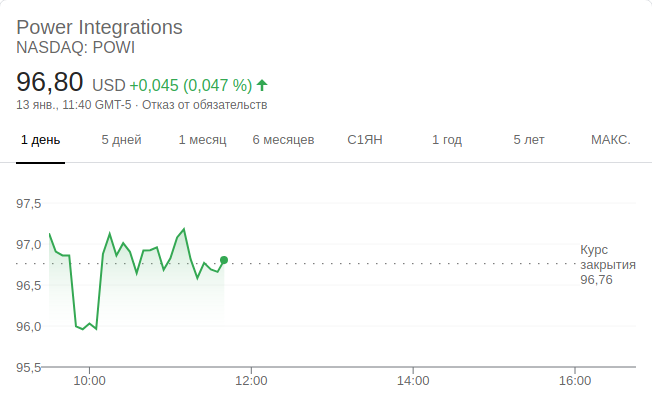 Power Integrations
NASDAQ: POWI
96,80 USD +0,045 (0,047 %)
13 янв., 11:40 GMT-5 · Отказ от обязательств
1 день 5 дней 1 месяц 6 месяцев С1ЯН 1 год 5 лет МАКС.
97,5
97,0
96,5
96,0
95,5
Курс
закрытия
96,76
10:00 12:00 14:00 16:00